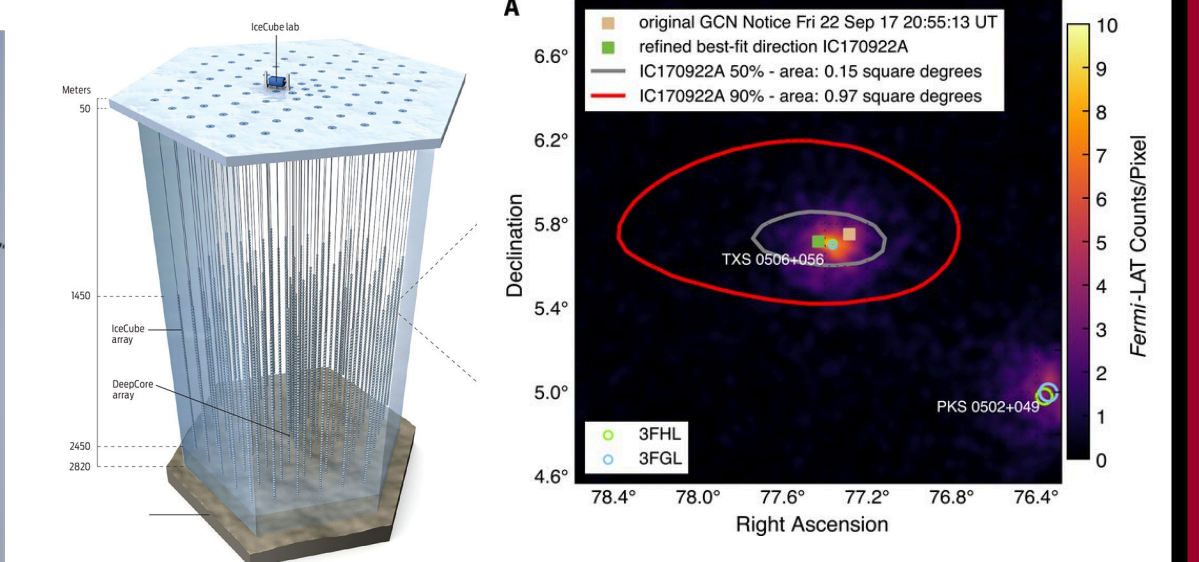 IceCube lab
Meters
50
1450
IceCube
array
DeepCore
array
2450
2820
A
original GCN Notice Fri 22 Sep 17 20:55:13 UT
refined best-fit direction IC170922A
IC170922A 50% - area: 0.15 square degrees
IC170922A 90% - area: 0.97 square degrees
6.6°
6.2°
5.8°
5.4°
5.0°
4.6°
Declination
TXS 0506+056
PKS 0502+049
3FHL
3FGL
78.4°
78.0°
77.6°
77.2°
76.8°
76.4°
Right Ascension
10
9
8
7
6
5
4
3
2
1
0
Fermi-LAT Counts/Pixel